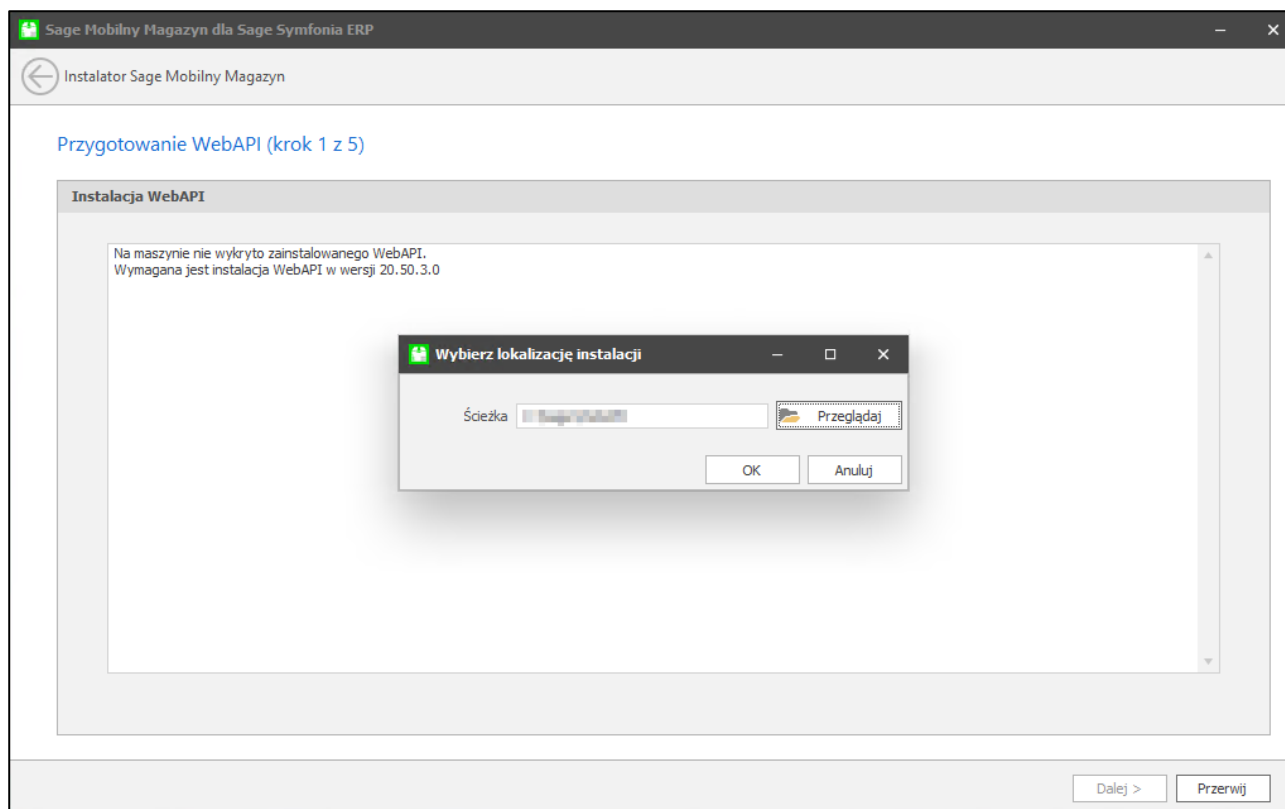 Sage Mobilny Magazyn dla Sage Symfonia ERP
Instalator Sage Mobilny Magazyn
Przygotowanie WebAPI (krok 1 z 5)
Instalacja WebAPI
Na maszynie nie wykryto zainstalowanego WebAPI.
Wymagana jest instalacja WebAPI w wersji 20.50.3.0
Wybierz lokalizację instalacji
Ścieżka
Przeglądaj
OK
Anuluj
Dalej >
Przerwij